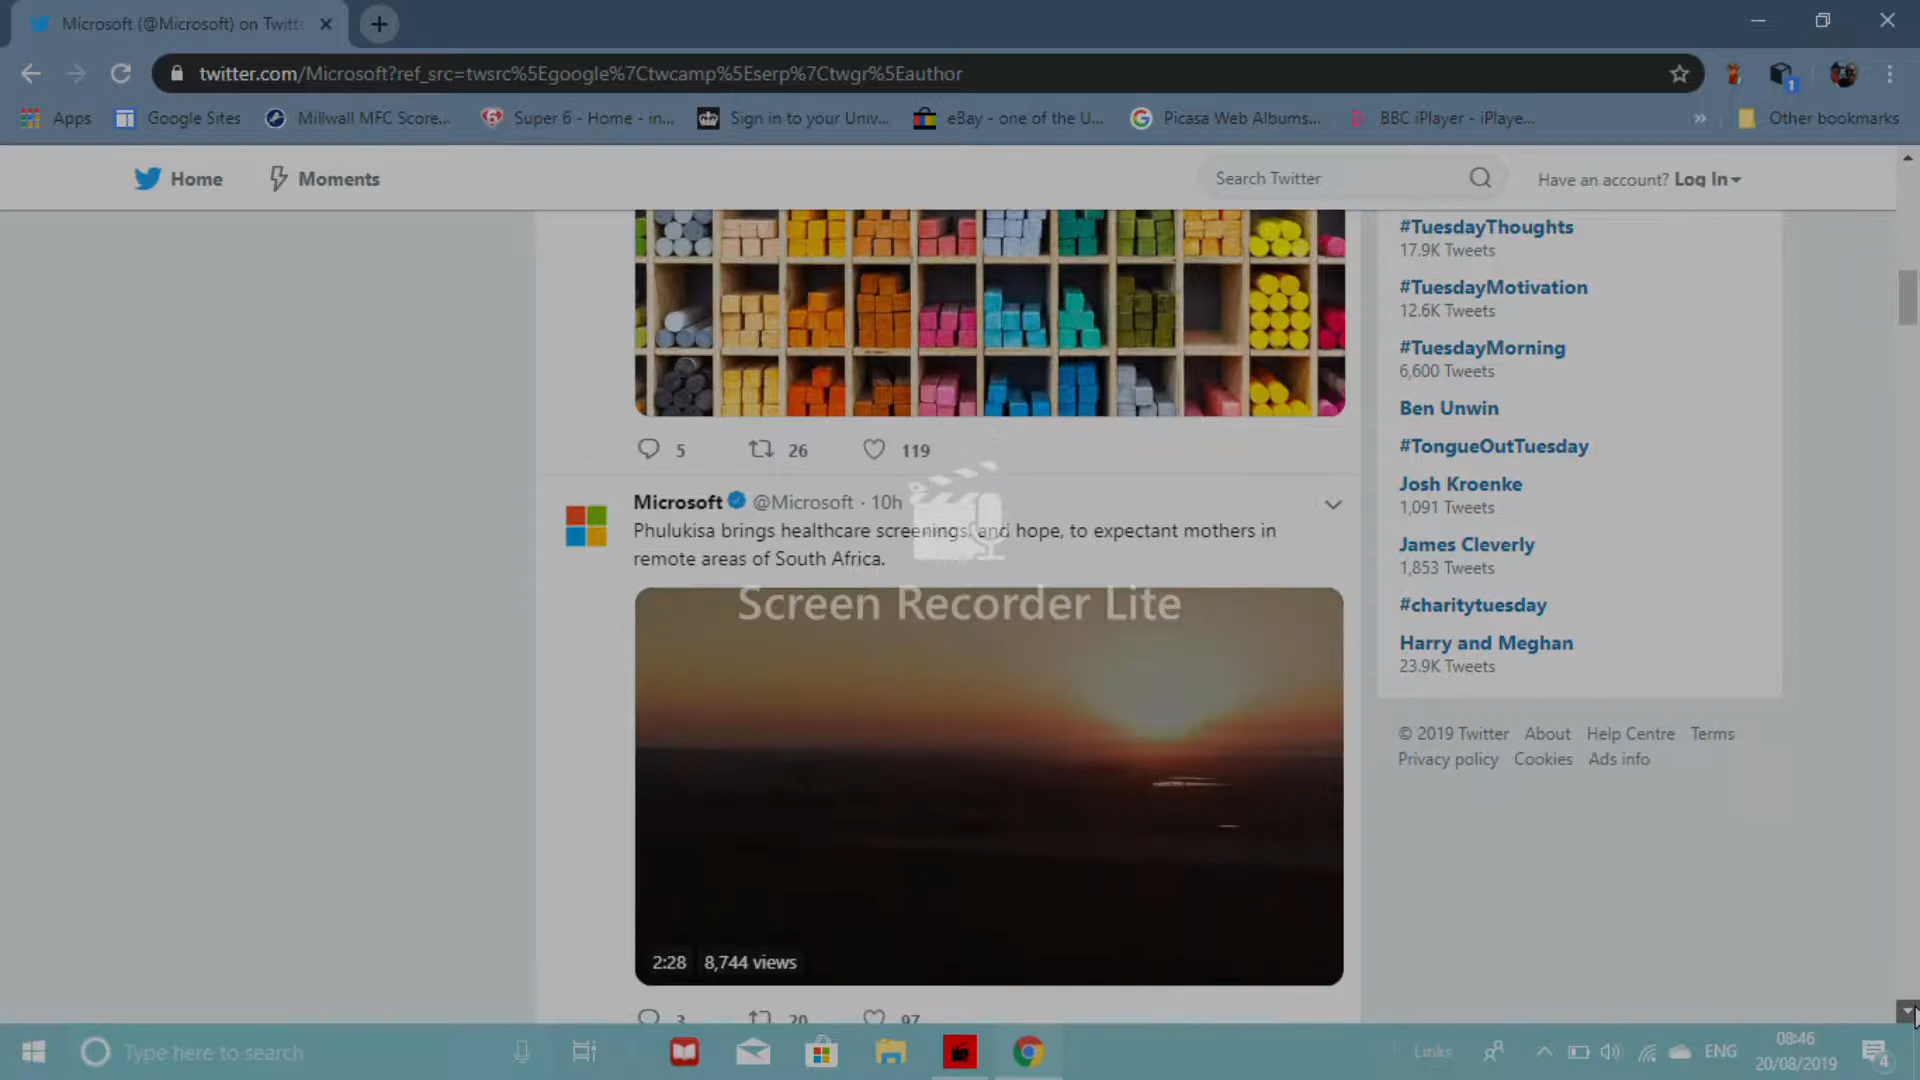 Microsoft (@Microsoft) on Twitt
twitter.com/Microsoft?ref_src=twsrc%5Egoogle%7Ctwcamp%5Eserp%7Ctwgr%5Eauthor
1
Apps
Google Sites
Millwall MFC Score...
Super 6 - Home - in...
Sign in to your Univ...
eBay - one of the U...
Picasa Web Albums...
BBC iPlayer - iPlaye...
»
Other bookmarks
Home
Moments
Search Twitter
Have an account? Log In
#TuesdayThoughts
17.9K Tweets
#TuesdayMotivation
12.6K Tweets
#TuesdayMorning
6,600 Tweets
Ben Unwin
#TongueOutTuesday
Josh Kroenke
1,091 Tweets
James Cleverly
1,853 Tweets
#charitytuesday
Harry and Meghan
23.9K Tweets
© 2019 Twitter About Help Centre Terms
Privacy policy Cookies Ads info
5 26 119
Microsoft @Microsoft · 10h
Phulukisa brings healthcare screenings, and hope, to expectant mothers in
remote areas of South Africa.
Screen Recorder Lite
2:28 8,744 views
3 20 97
Type here to search
Links
ENG
08:46
20/08/2019
4